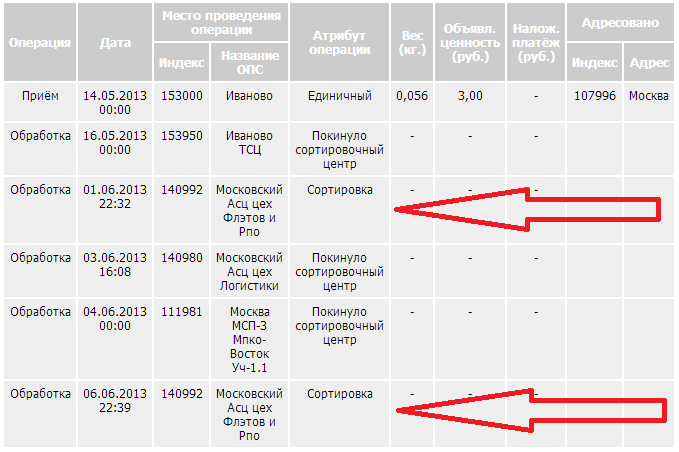 Операция Дата Место проведения операции Атрибут операции Вес (кг.) Объявл. ценность (руб.) Налож. платёж (руб.) Адресовано
Индекс Название ОПС Индекс Адрес
Приём 14.05.2013 00:00 153000 Иваново Единичный 0,056 3,00 - 107996 Москва
Обработка 16.05.2013 00:00 153950 Иваново ТСЦ Покинуло сортировочный центр - - -
Обработка 01.06.2013 22:32 140992 Московский Асц цех Флэтов и Рпо Сортировка - - -
Обработка 03.06.2013 16:08 140980 Московский Асц цех Логистики Покинуло сортировочный центр - - -
Обработка 04.06.2013 00:00 111981 Москва МСП-3 Мпко-Восток Уч-1.1 Покинуло сортировочный центр - - -
Обработка 06.06.2013 22:39 140992 Московский Асц цех Флэтов и Рпо Сортировка - - -